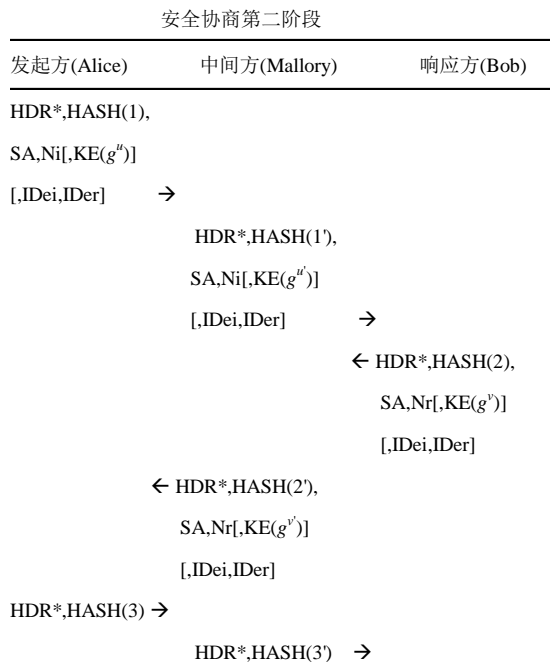 安全协商第二阶段
发起方(Alice) 中间方(Mallory) 响应方(Bob)
HDR*,HASH(1),
SA,Ni[,KE(g^u)]
[,IDei,IDer] →
HDR*,HASH(1'),
SA,Ni[,KE(g^u')]
[,IDei,IDer] →
← HDR*,HASH(2),
SA,Nr[,KE(g^v)]
[,IDei,IDer]
← HDR*,HASH(2'),
SA,Nr[,KE(g^v')]
[,IDei,IDer]
HDR*,HASH(3) →
HDR*,HASH(3') →